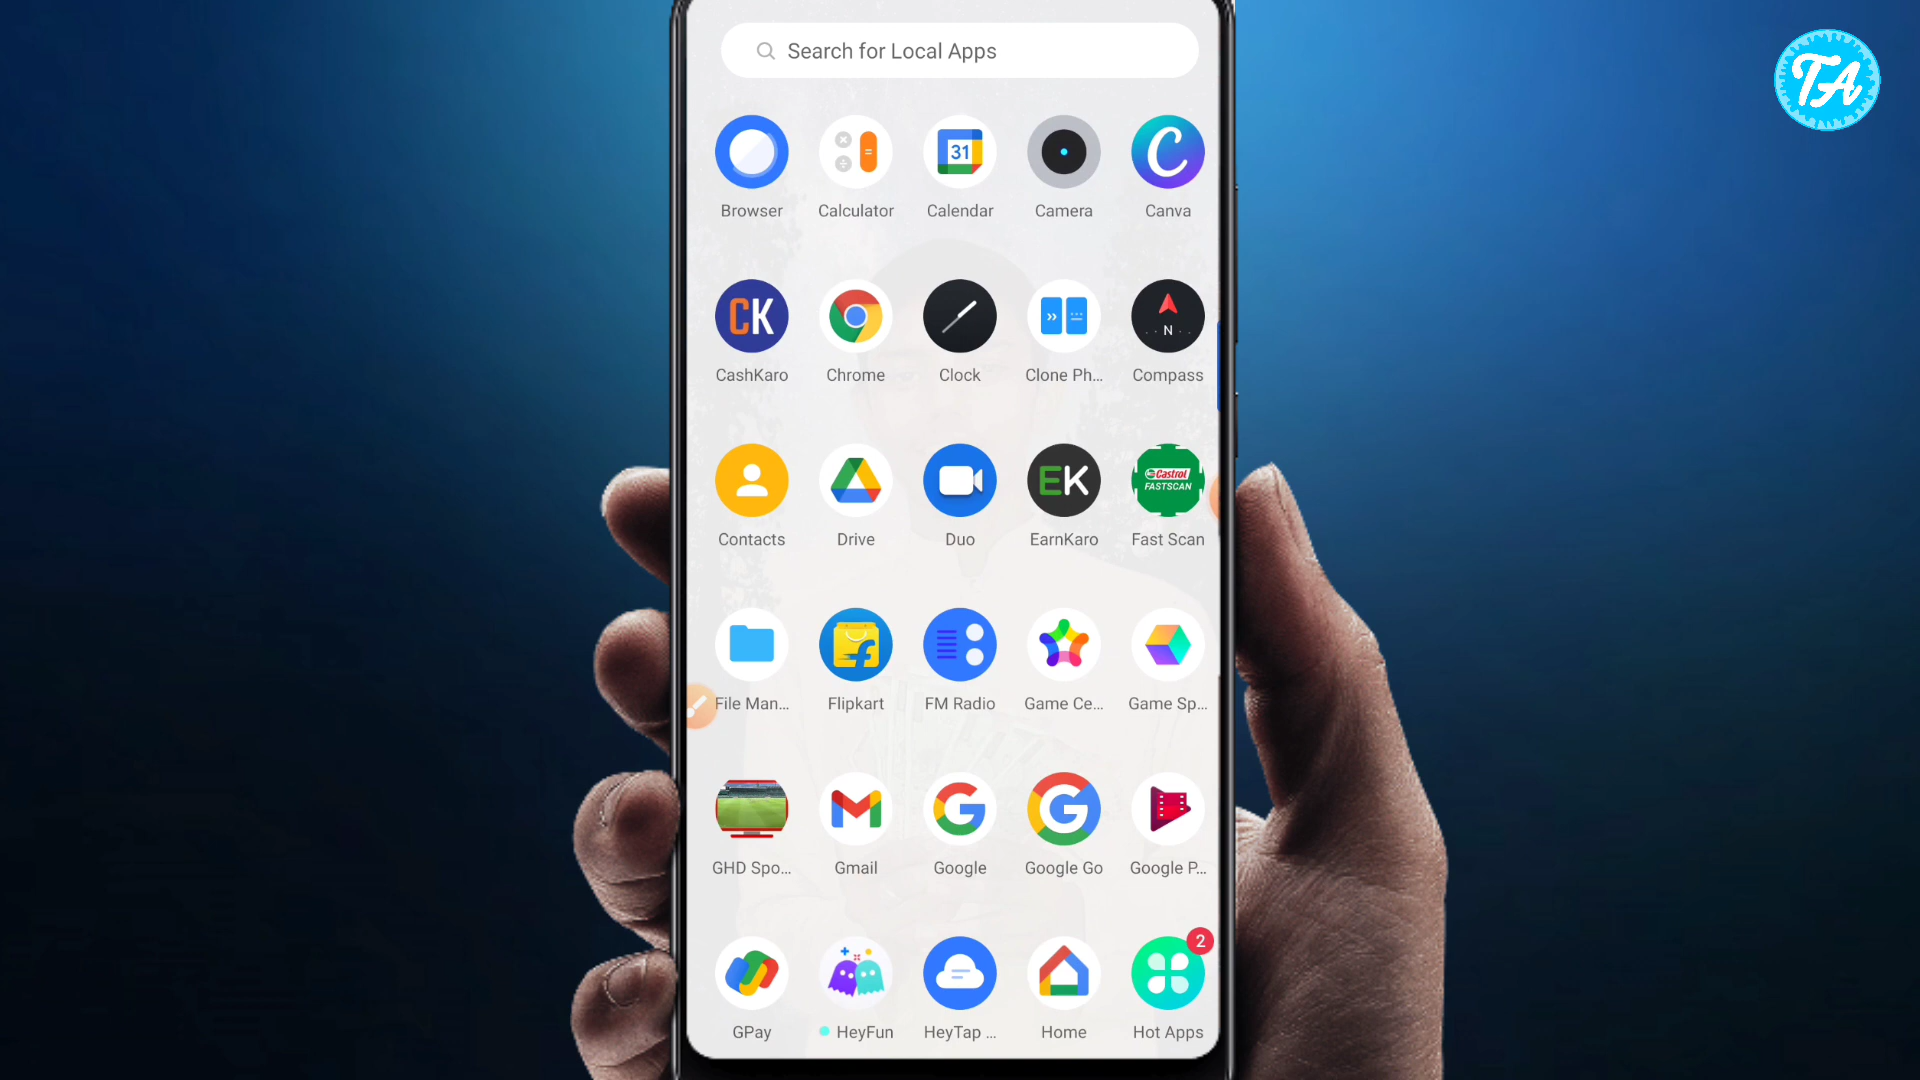 TA
Search for Local Apps
31
Browser Calculator Calendar Camera Canva
CK
N
CashKaro Chrome Clock Clone Ph... Compass
EK
Castrol
FASTSCAN
Contacts Drive Duo EarnKaro Fast Scan
File Man... Flipkart FM Radio Game Ce... Game Sp...
GHD Spo... Gmail Google Google Go Google P...
2
GPay HeyFun HeyTap ... Home Hot Apps